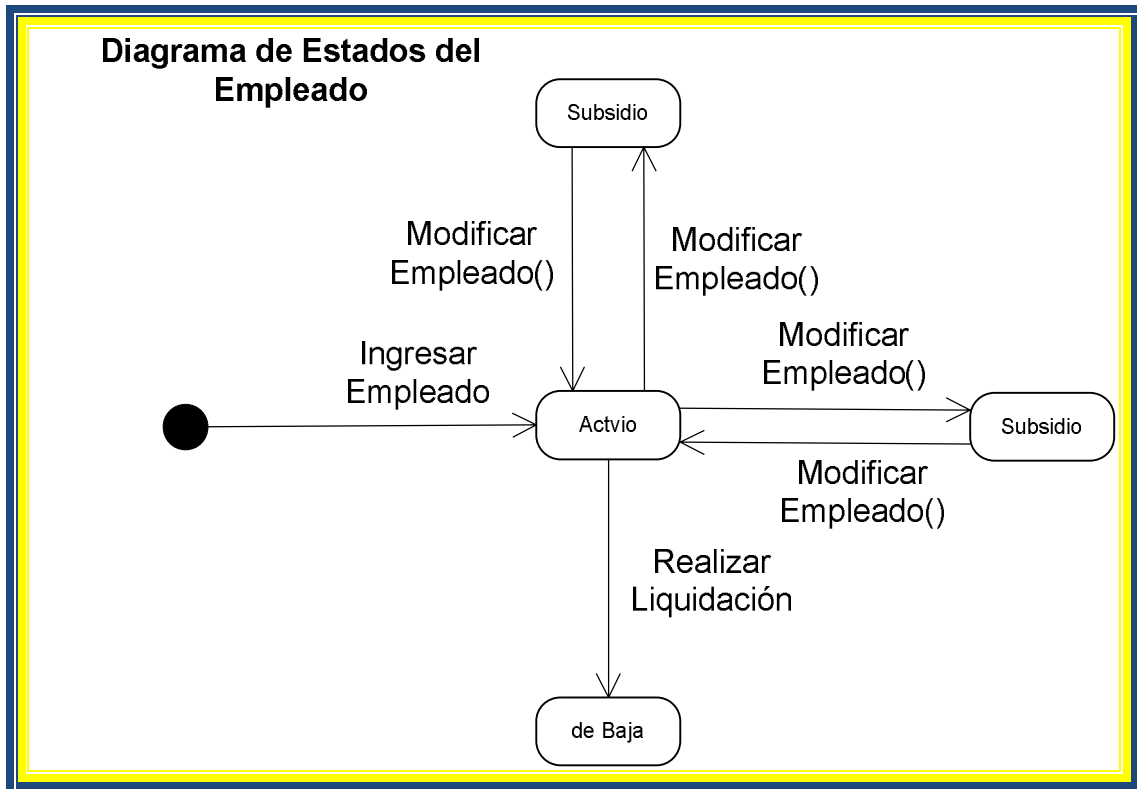 Diagrama de Estados del
Empleado
Subsidio
Modificar
Empleado()
Modificar
Empleado()
Ingresar
Empleado
Modificar
Empleado()
Actvio
Subsidio
Modificar
Empleado()
Realizar
Liquidación
de Baja